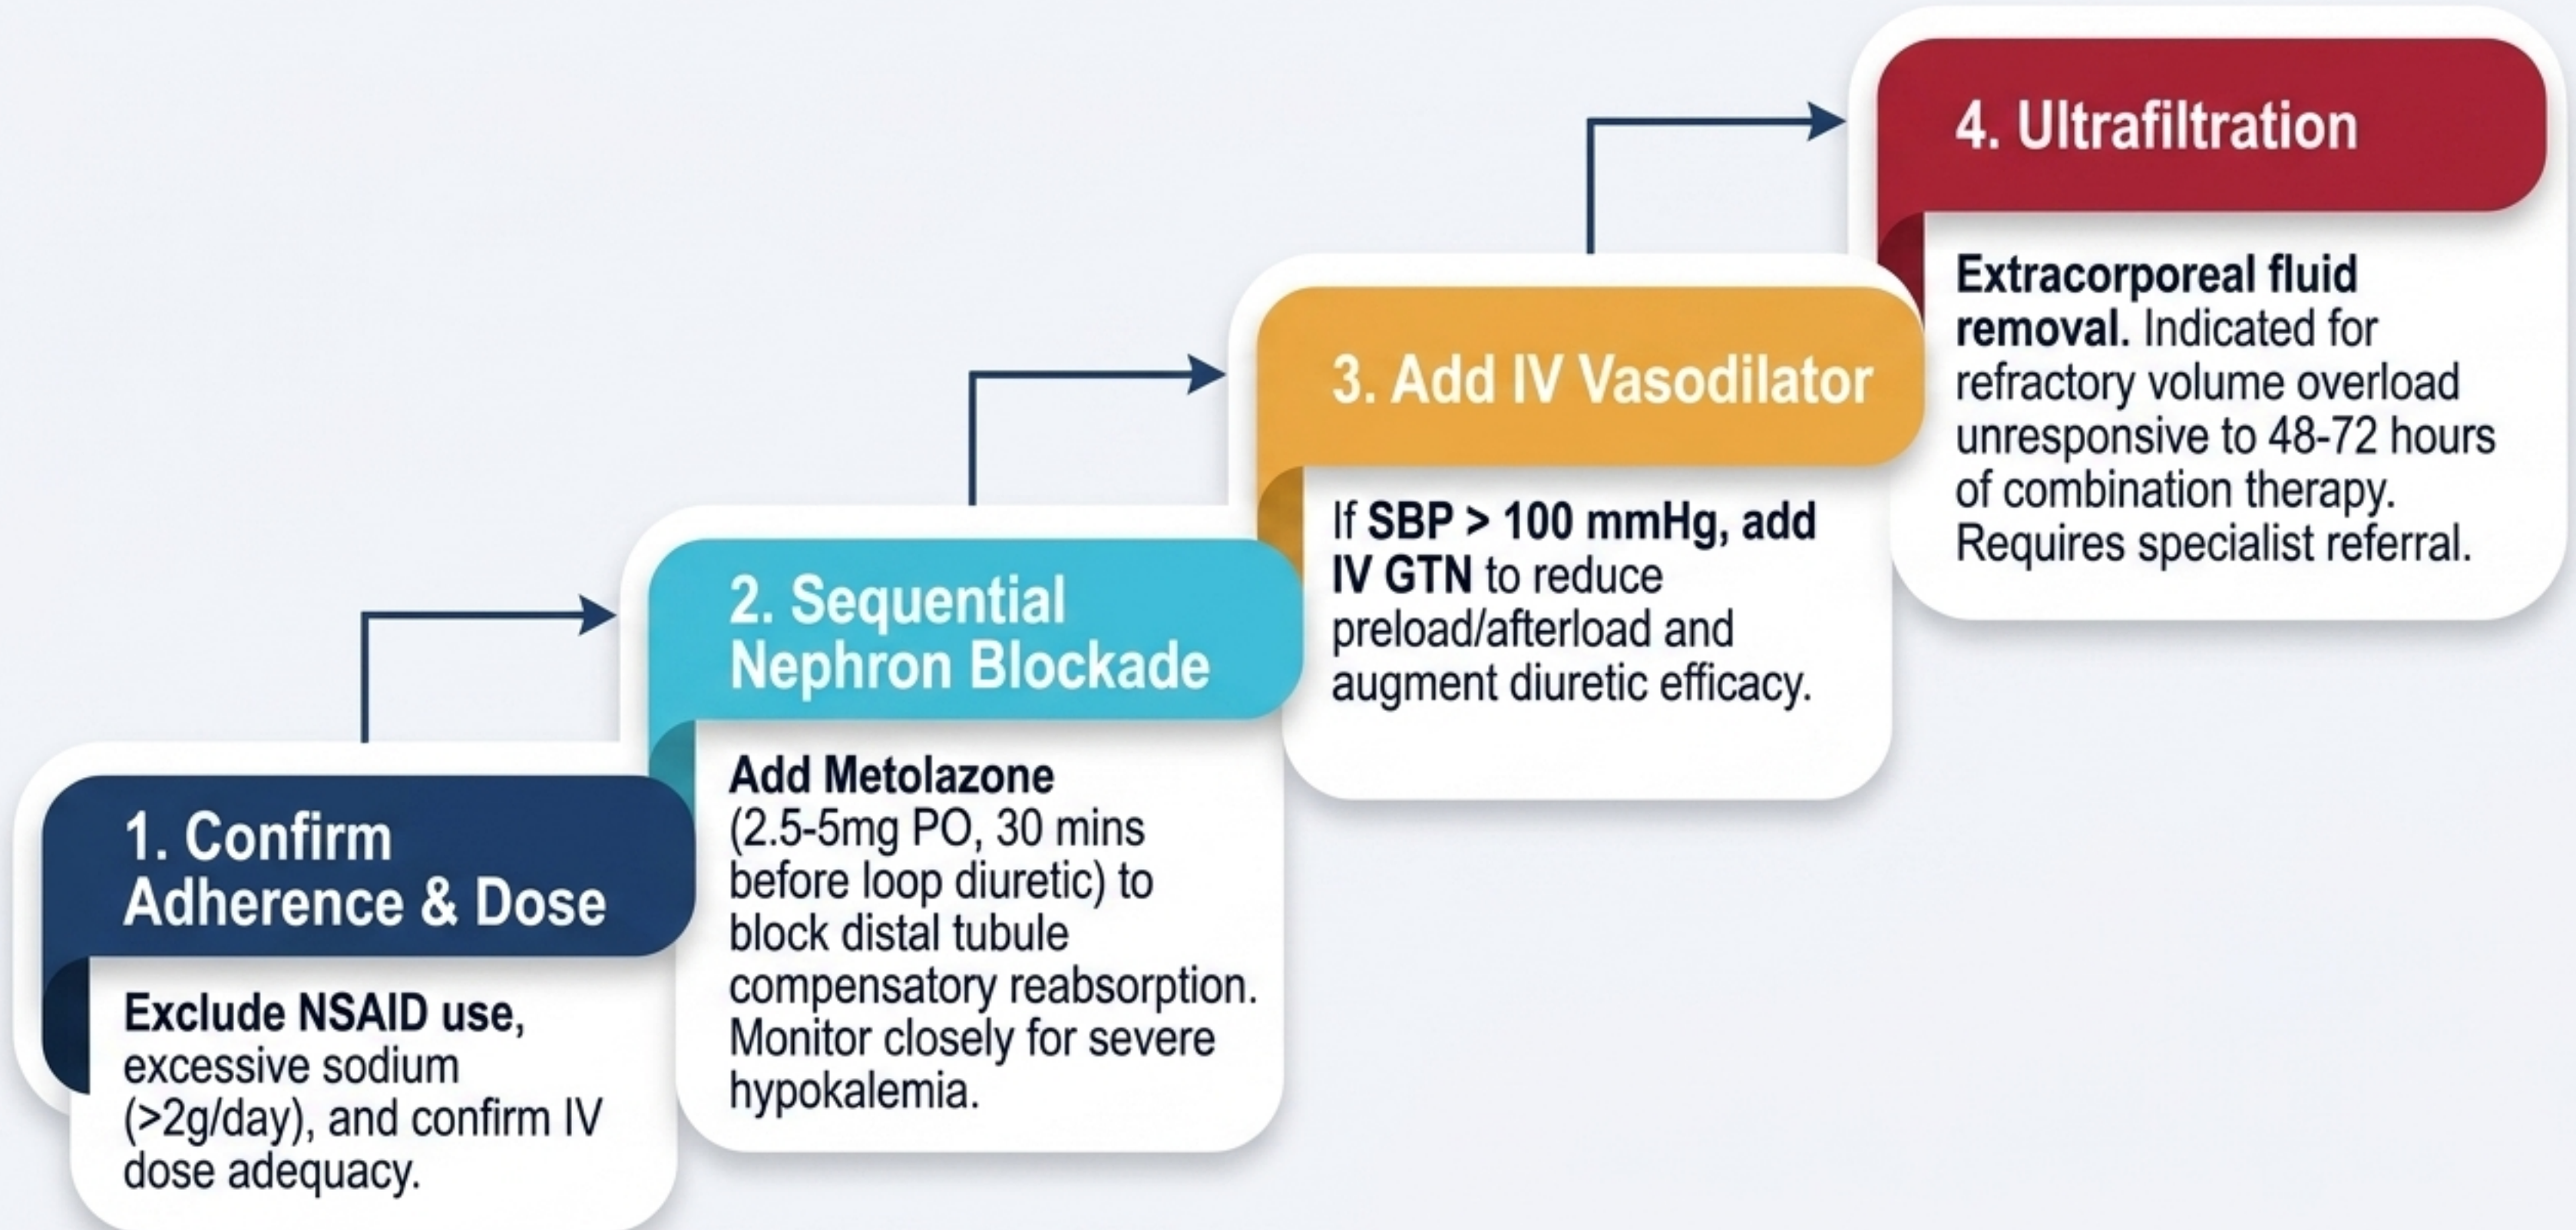 1. Confirm
Adherence & Dose
Exclude NSAID use,
excessive sodium
(>2g/day), and confirm IV
dose adequacy.
2. Sequential
Nephron Blockade
Add Metolazone
(2.5-5mg PO, 30 mins
before loop diuretic) to
block distal tubule
compensatory reabsorption.
Monitor closely for severe
hypokalemia.
3. Add IV Vasodilator
If SBP > 100 mmHg, add
IV GTN to reduce
preload/afterload and
augment diuretic efficacy.
4. Ultrafiltration
Extracorporeal fluid
removal. Indicated for
refractory volume overload
unresponsive to 48-72 hours
of combination therapy.
Requires specialist referral.